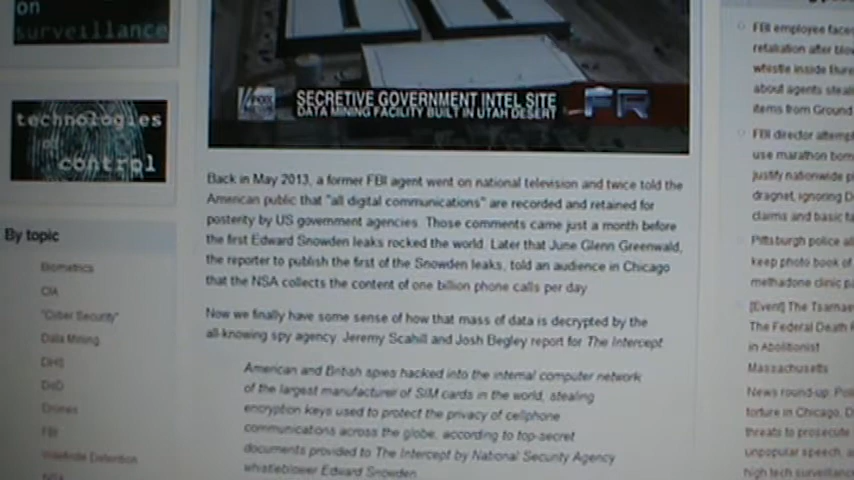 on
surveillance
technologies
of
control
By topic
Biometrics
CIA
"Cyber Security"
Data Mining
DHS
DoD
Drones
FBI
Indefinite Detention
NSA
FOX
NEWS
SECRETIVE GOVERNMENT INTEL SITE
DATA MINING FACILITY BUILT IN UTAH DESERT
FR
Back in May 2013, a former FBI agent went on national television and twice told the
American public that "all digital communications" are recorded and retained for
posterity by US government agencies. Those comments came just a month before
the first Edward Snowden leaks rocked the world. Later that June Glenn Greenwald,
the reporter to publish the first of the Snowden leaks, told an audience in Chicago
that the NSA collects the content of one billion phone calls per day.
Now we finally have some sense of how that mass of data is decrypted by the
all-knowing spy agency. Jeremy Scahill and Josh Begley report for The Intercept
American and British spies hacked into the internal computer network
of the largest manufacturer of SIM cards in the world, stealing
encryption keys used to protect the privacy of cellphone
communications across the globe, according to top-secret
documents provided to The Intercept by National Security Agency
whistleblower Edward Snowden.
FBI employee faces
retaliation after blow
whistle inside Bure
about agents steali
items from Ground
FBI director attempt
use marathon bom
justify nationwide p
dragnet, ignoring D
claims and basic fa
Pittsburgh police al
keep photo book of
methadone clinic pa
[Event] The Tsarnae
The Federal Death P
in Abolitionist
Massachusetts
News round-up: Poli
torture in Chicago, D
threats to prosecute
unpopular speech, a
high tech surveillanc